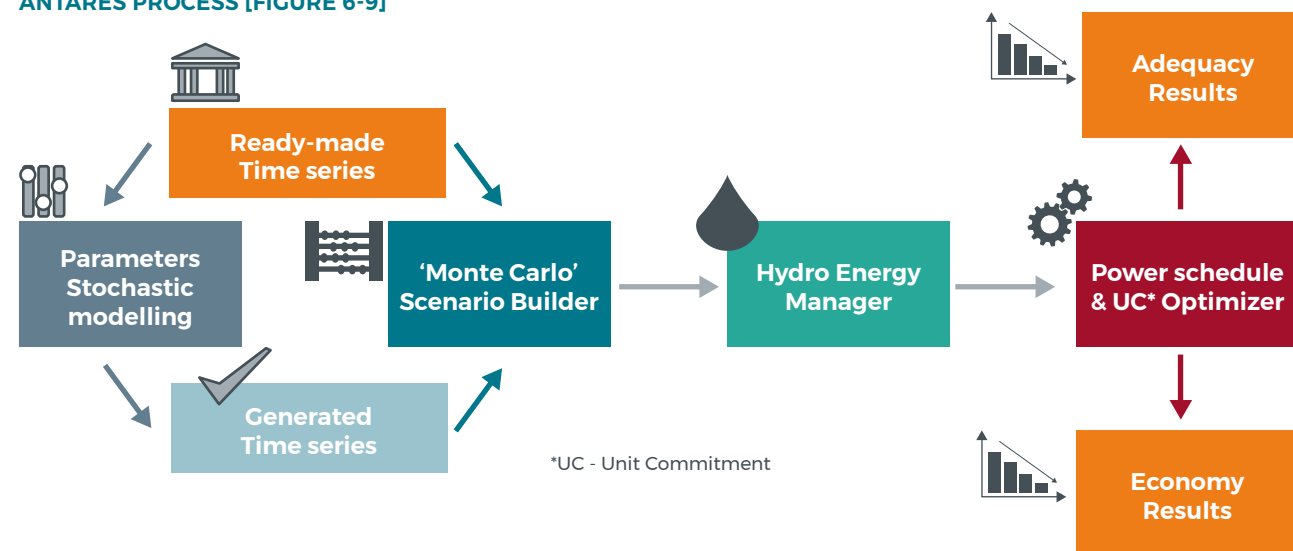 ANTARES PROCESS [FIGURE 6-9]
Ready-made
Time series
Parameters
Stochastic
modelling
Generated
Time series
‘Monte Carlo’
Scenario Builder
Hydro Energy
Manager
Power schedule
& UC* Optimizer
Adequacy
Results
Economy
Results
*UC - Unit Commitment